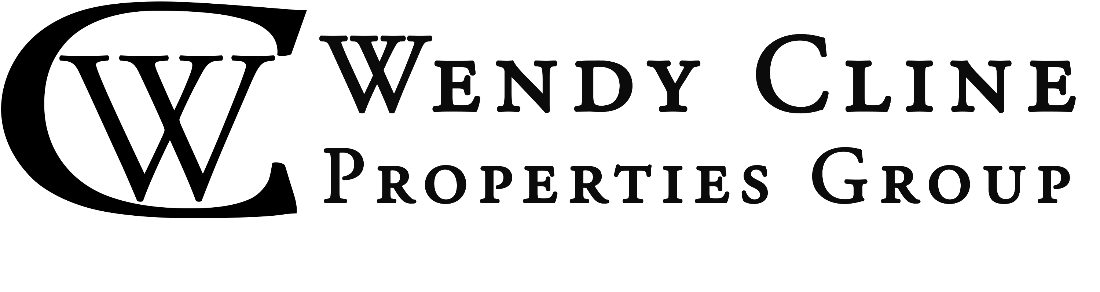 CW
WENDY CLINE
PROPERTIES GROUP